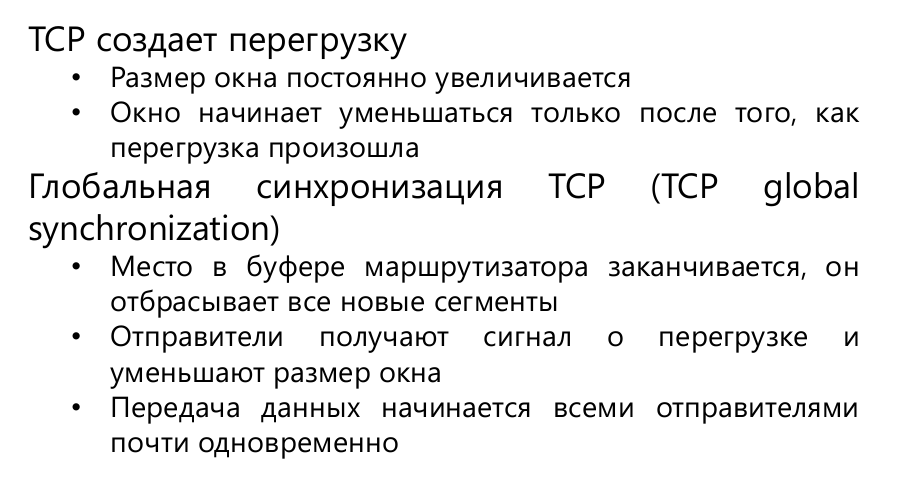 TCP создает перегрузку
• Размер окна постоянно увеличивается
• Окно начинает уменьшаться только после того, как
перегрузка произошла
Глобальная синхронизация TCP (TCP global
synchronization)
• Место в буфере маршрутизатора заканчивается, он
отбрасывает все новые сегменты
• Отправители получают сигнал о перегрузке и
уменьшают размер окна
• Передача данных начинается всеми отправителями
почти одновременно